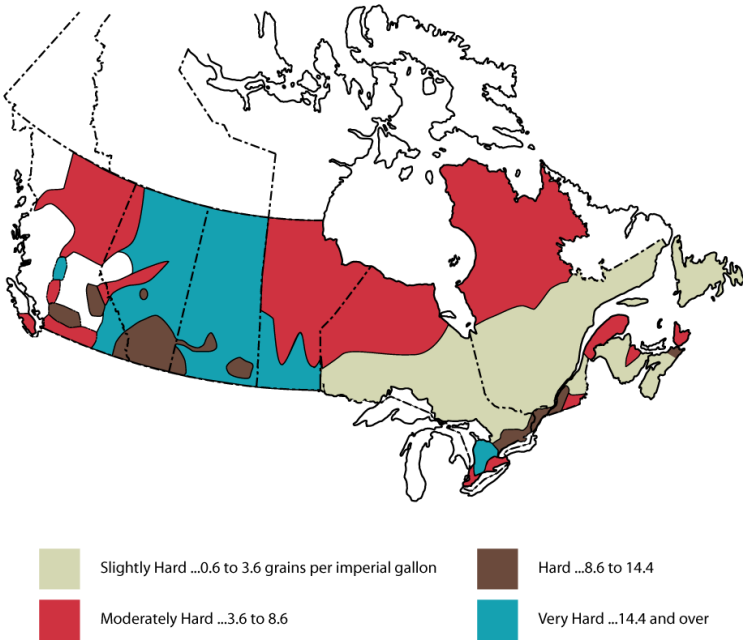 Slightly Hard ...0.6 to 3.6 grains per imperial gallon
Moderately Hard ...3.6 to 8.6
Hard ...8.6 to 14.4
Very Hard ...14.4 and over